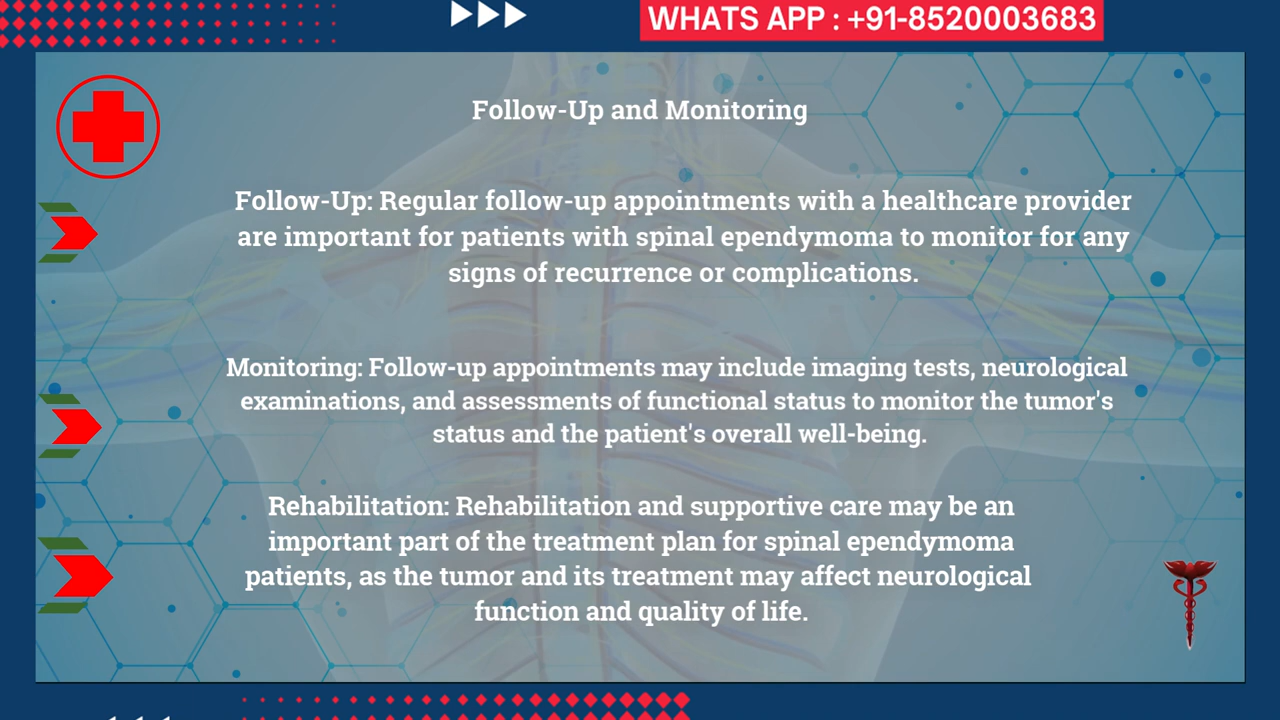 WHATS APP : +91-8520003683
Follow-Up and Monitoring
Follow-Up: Regular follow-up appointments with a healthcare provider
are important for patients with spinal ependymoma to monitor for any
signs of recurrence or complications.
Monitoring: Follow-up appointments may include imaging tests, neurological
examinations, and assessments of functional status to monitor the tumor's
status and the patient's overall well-being.
Rehabilitation: Rehabilitation and supportive care may be an
important part of the treatment plan for spinal ependymoma
patients, as the tumor and its treatment may affect neurological
function and quality of life.